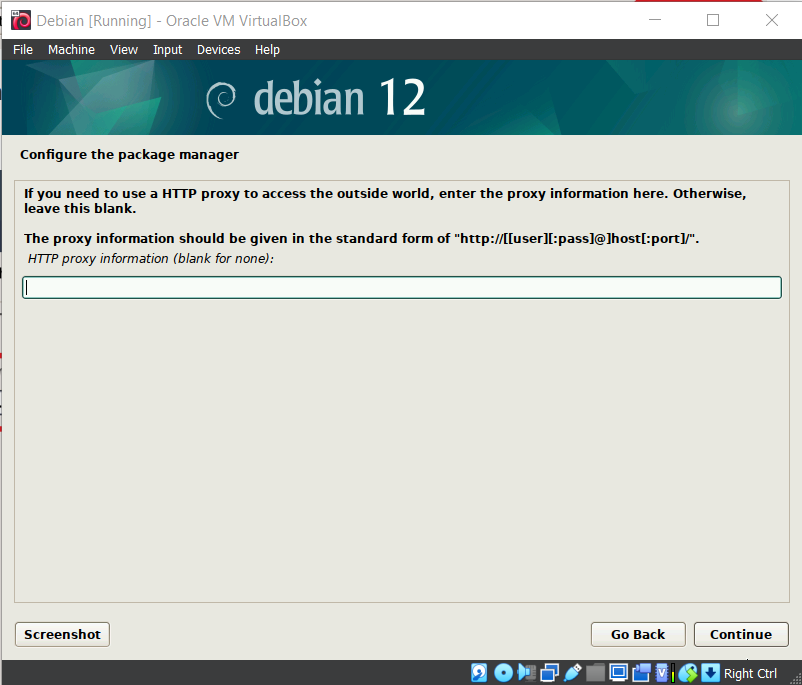 Debian [Running] - Oracle VM VirtualBox
File Machine View Input Devices Help
debian 12
Configure the package manager
If you need to use a HTTP proxy to access the outside world, enter the proxy information here. Otherwise,
leave this blank.
The proxy information should be given in the standard form of "http://[[user][:pass]@]host[:port]/".
HTTP proxy information (blank for none):
Screenshot Go Back Continue
Right Ctrl